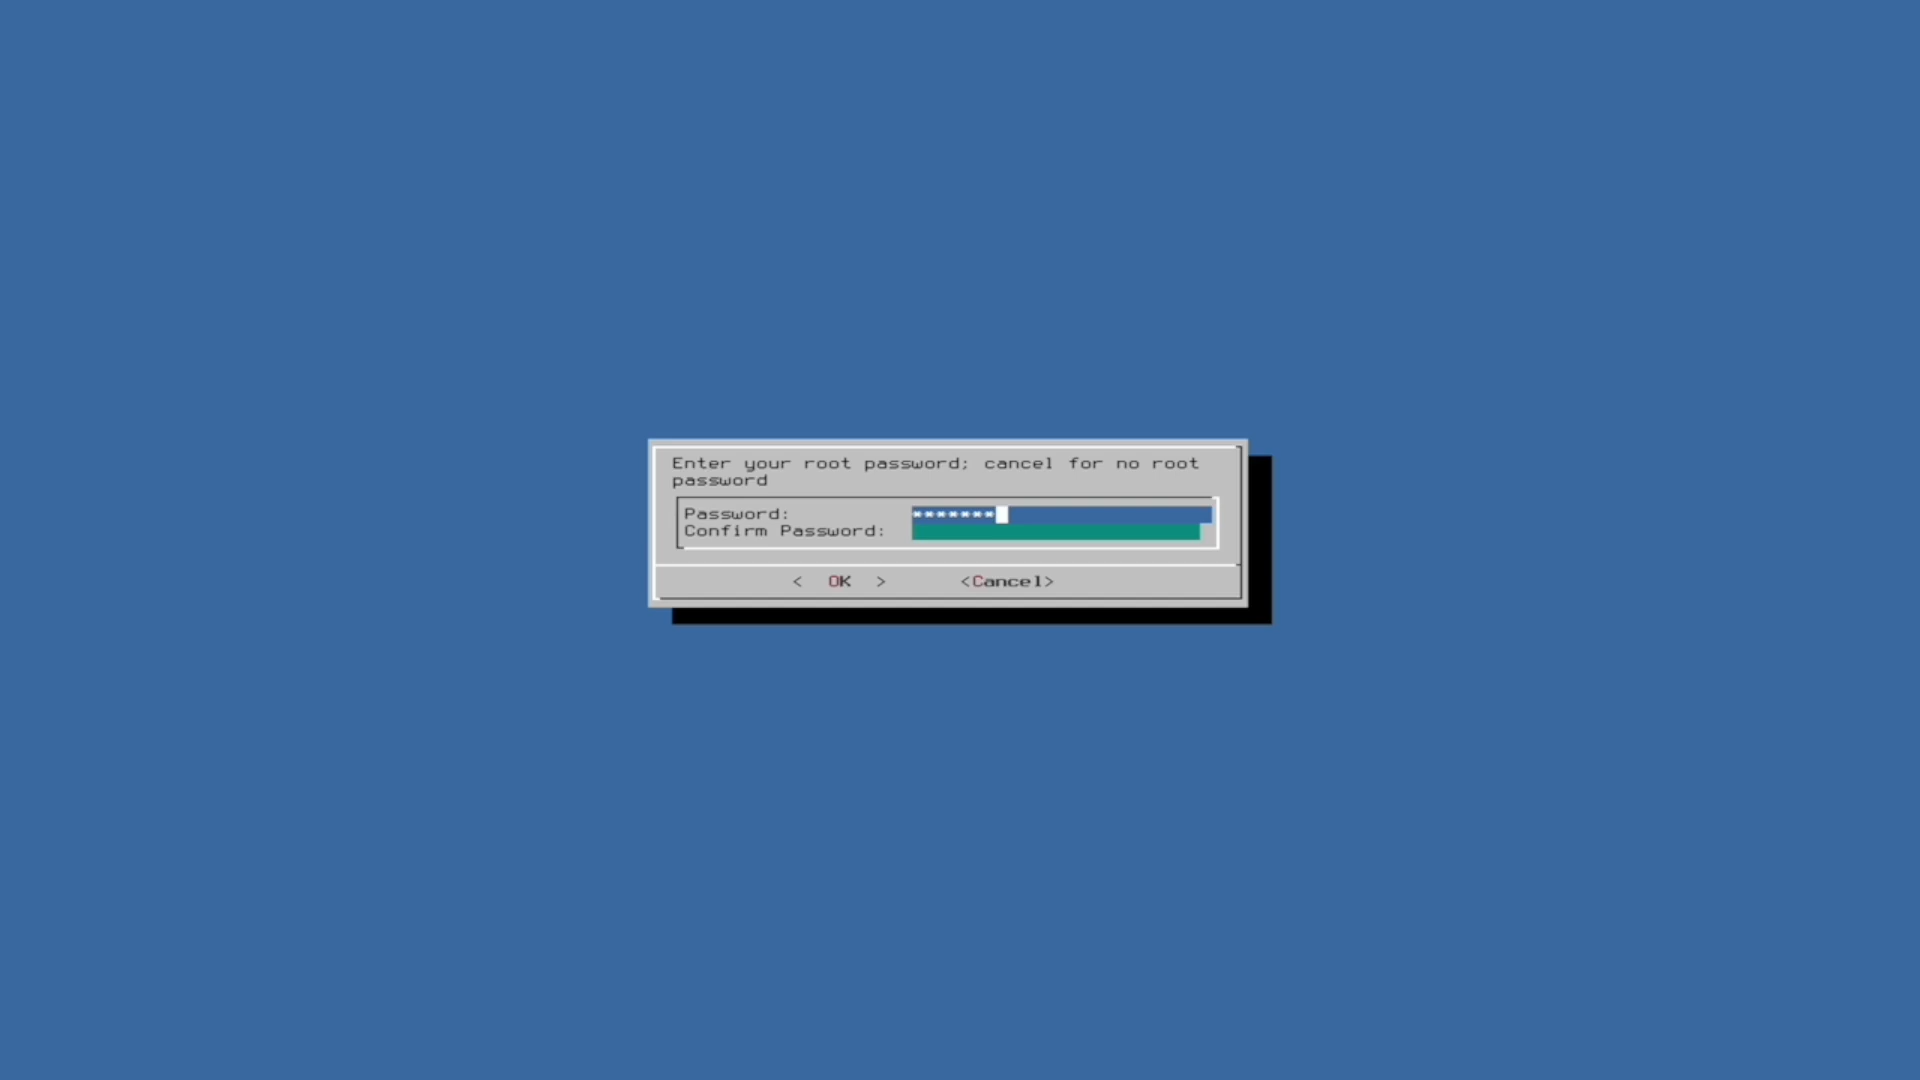 Enter your root password; cancel for no root
password
Password: *******
Confirm Password:
< OK > <Cancel>